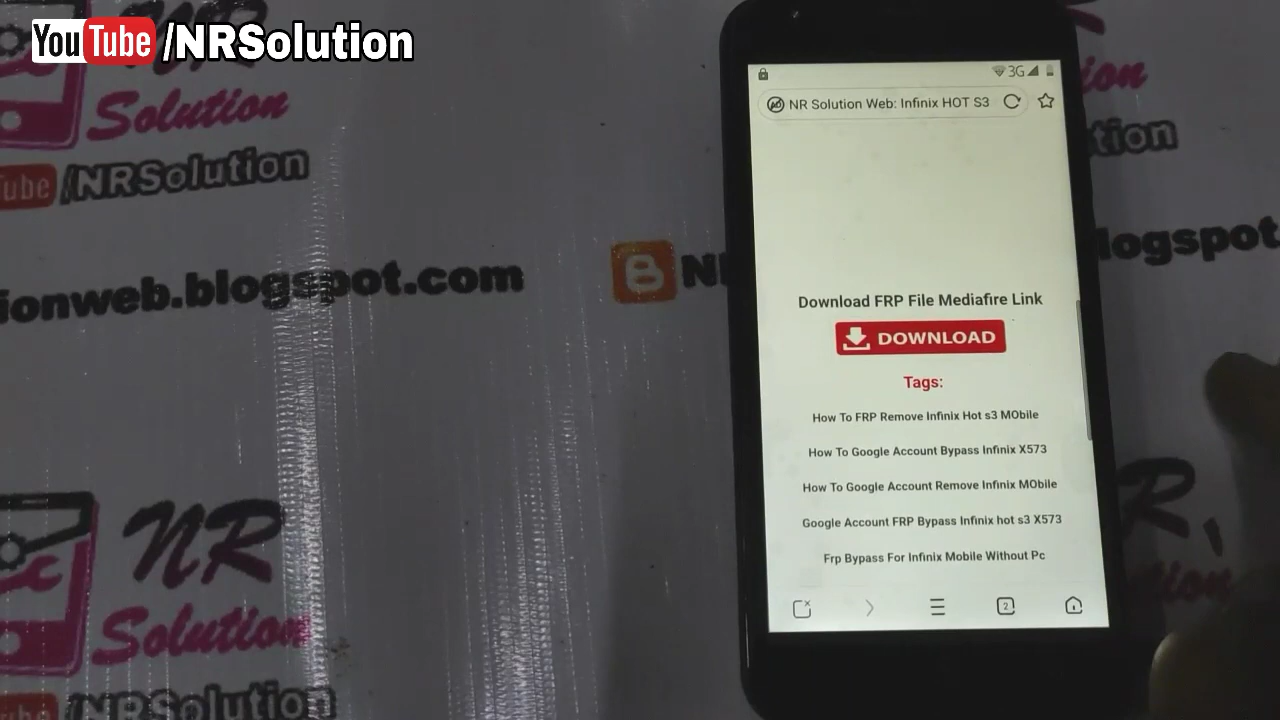 YouTube /NRSolution
NR
Solution
Tube /NRSolution
ionweb.blogspot.com
logspot
3G
NR Solution Web: Infinix HOT S3
Download FRP File Mediafire Link
DOWNLOAD
Tags:
How To FRP Remove Infinix Hot s3 MObile
How To Google Account Bypass Infinix X573
How To Google Account Remove Infinix MObile
Google Account FRP Bypass Infinix hot s3 X573
Frp Bypass For Infinix Mobile Without Pc
2
NR
Solution
/NRSolution